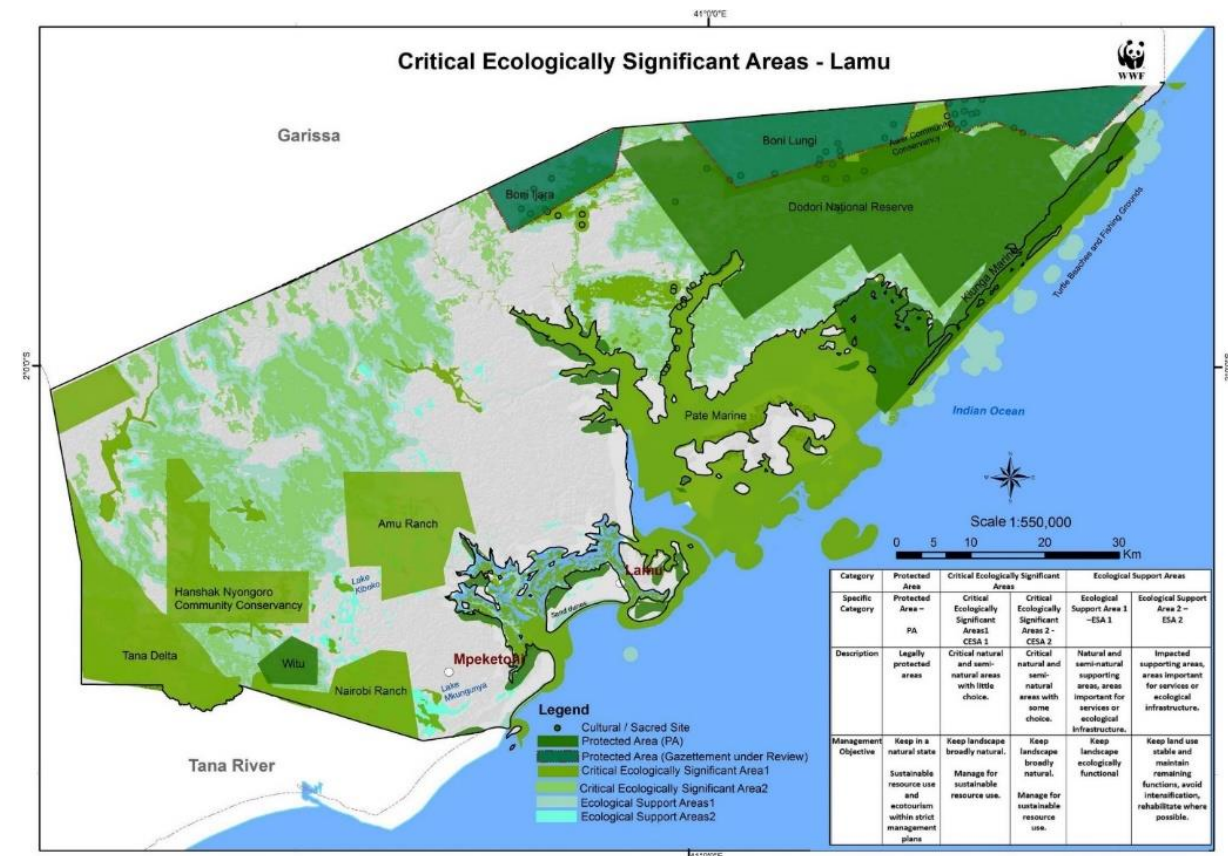 41°0'0"E
Critical Ecologically Significant Areas - Lamu
WWF
Garissa
Boni Lungi
Awer Community
Conservancy
Boni Ijara
Dodori National Reserve
Kiunga Marine
Turtle Beaches and Fishing Grounds
2°0'0"S
Pate Marine
Indian Ocean
Amu Ranch
Scale 1:550,000
0 5 10 20 30
Km
Lake
Kiboko
Lamu
Sand dunes
Hanshak Nyongoro
Community Conservancy
Tana Delta
Witu
Mpeketoni
Nairobi Ranch
Lake
Mkungunya
Tana River
Legend
Cultural / Sacred Site
Protected Area (PA)
Protected Area (Gazettement under Review)
Critical Ecologically Significant Area1
Critical Ecologically Significant Area2
Ecological Support Areas1
Ecological Support Areas2
Category
Protected
Area
Critical Ecologically Significant
Areas
Ecological Support Areas
Specific
Category
Protected
Area –
PA
Critical
Ecologically
Significant
Areas1
CESA 1
Critical
Ecologically
Significant
Areas 2 -
CESA 2
Ecological
Support Area 1
–ESA 1
Ecological Support
Area 2 –
ESA 2
Description
Legally
protected
areas
Critical natural
and semi-
natural areas
with little
choice.
Critical
natural and
semi-
natural
areas with
some
choice.
Natural and
semi-natural
supporting
areas, areas
important for
services or
ecological
infrastructure.
Impacted
supporting areas,
areas important
for services or
ecological
infrastructure.
Management
Objective
Keep in a
natural state
Sustainable
resource use
and
ecotourism
within strict
management
plans
Keep landscape
broadly natural.
Manage for
sustainable
resource use.
Keep
landscape
broadly
natural.
Manage for
sustainable
resource
use.
Keep
landscape
ecologically
functional
Keep land use
stable and
maintain
remaining
functions, avoid
intensification,
rehabilitate where
possible.
41°0'0"E